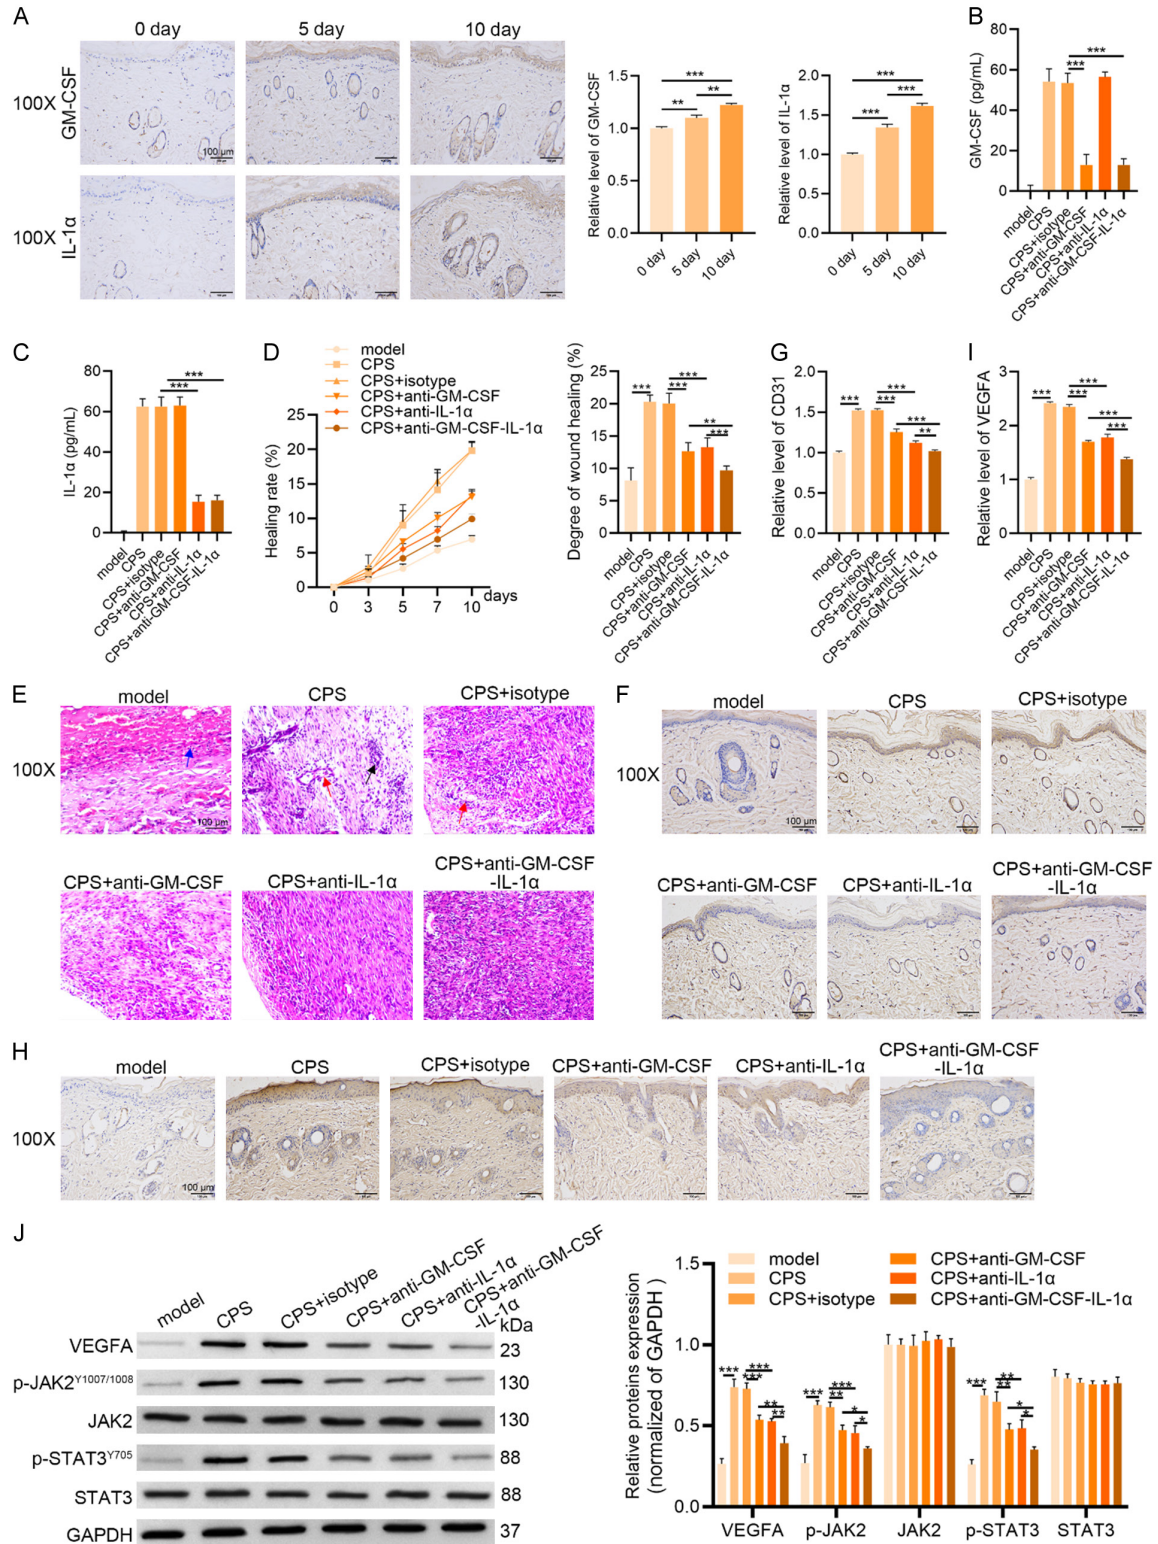 A
0 day
5 day
10 day
100X
GM-CSF
100 μm
100X
IL-1α
Relative level of GM-CSF
1.5
1.0
0.5
0.0
***
**
**
0 day
5 day
10 day
Relative level of IL-1α
2.0
1.5
1.0
0.5
0.0
***
***
***
0 day
5 day
10 day
B
GM-CSF (pg/mL)
80
60
40
20
0
***
***
model
CPS
CPS+isotype
CPS+anti-GM-CSF
CPS+anti-IL-1α
CPS+anti-GM-CSF-IL-1α
C
IL-1α (pg/mL)
80
60
40
20
0
***
***
model
CPS
CPS+isotype
CPS+anti-GM-CSF
CPS+anti-IL-1α
CPS+anti-GM-CSF-IL-1α
D
model
CPS
CPS+isotype
CPS+anti-GM-CSF
CPS+anti-IL-1α
CPS+anti-GM-CSF-IL-1α
Healing rate (%)
25
20
15
10
5
0
0
3
5
7
10
days
Degree of wound healing (%)
25
20
15
10
5
0
***
***
***
**
***
model
CPS
CPS+isotype
CPS+anti-GM-CSF
CPS+anti-IL-1α
CPS+anti-GM-CSF-IL-1α
G
Relative level of CD31
2.0
1.5
1.0
0.5
0.0
***
***
***
***
**
model
CPS
CPS+isotype
CPS+anti-GM-CSF
CPS+anti-IL-1α
CPS+anti-GM-CSF-IL-1α
I
Relative level of VEGFA
3
2
1
0
***
***
***
***
***
model
CPS
CPS+isotype
CPS+anti-GM-CSF
CPS+anti-IL-1α
CPS+anti-GM-CSF-IL-1α
E
model
CPS
CPS+isotype
100X
100 μm
CPS+anti-GM-CSF
CPS+anti-IL-1α
CPS+anti-GM-CSF
-IL-1α
F
model
CPS
CPS+isotype
100X
100 μm
CPS+anti-GM-CSF
CPS+anti-IL-1α
CPS+anti-GM-CSF
-IL-1α
H
model
CPS
CPS+isotype
CPS+anti-GM-CSF
CPS+anti-IL-1α
CPS+anti-GM-CSF
-IL-1α
100X
100 μm
J
model
CPS
CPS+isotype
CPS+anti-GM-CSF
CPS+anti-IL-1α
CPS+anti-GM-CSF
-IL-1α
kDa
VEGFA
23
p-JAK2Y1007/1008
130
JAK2
130
p-STAT3Y705
88
STAT3
88
GAPDH
37
Relative proteins expression
(normalized of GAPDH )
1.5
1.0
0.5
0.0
model
CPS
CPS+isotype
CPS+anti-GM-CSF
CPS+anti-IL-1α
CPS+anti-GM-CSF-IL-1α
***
***
***
**
**
***
***
**
*
*
***
**
**
*
*
VEGFA
p-JAK2
JAK2
p-STAT3
STAT3